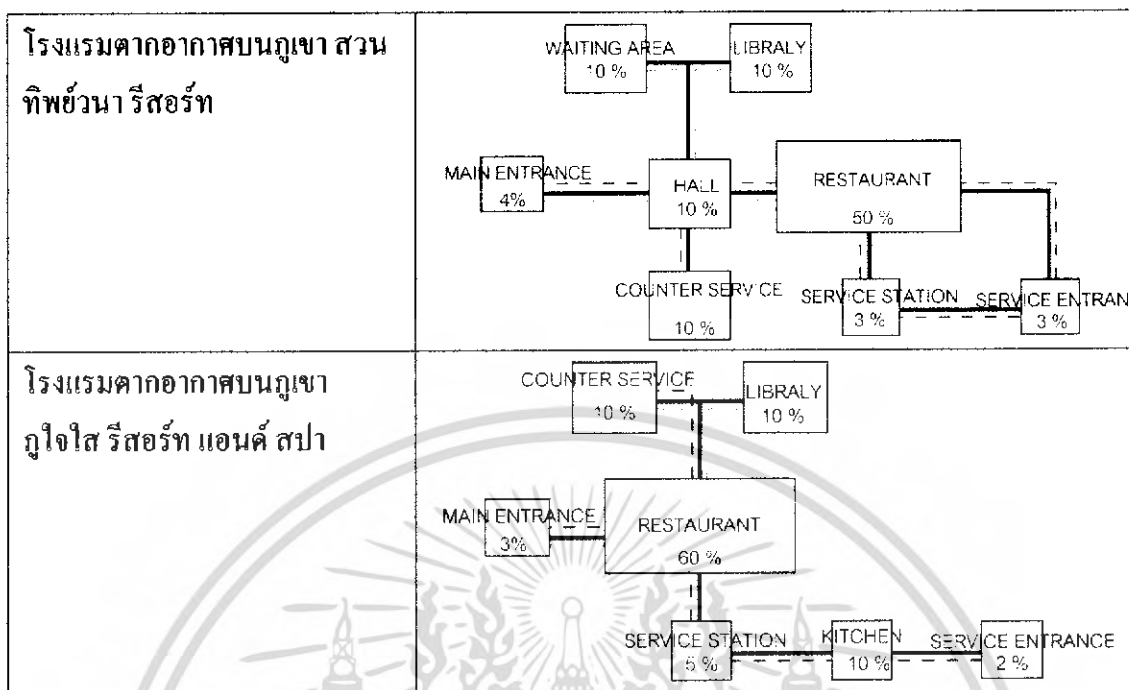 โรงแรมตากอากาศบนภูเขา สวน
ทิพย์วนา รีสอร์ท
WAITING AREA
10 %
LIBRALY
10 %
MAIN ENTRANCE
4%
HALL
10 %
RESTAURANT
50 %
COUNTER SERVICE
10 %
SERVICE STATION
3 %
SERVICE ENTRAN
3 %
โรงแรมตากอากาศบนภูเขา
ภูใจใส รีสอร์ท แอนด์ สปา
COUNTER SERVICE
10 %
LIBRALY
10 %
MAIN ENTRANCE
3%
RESTAURANT
60 %
SERVICE STATION
5 %
KITCHEN
10 %
SERVICE ENTRANCE
2 %